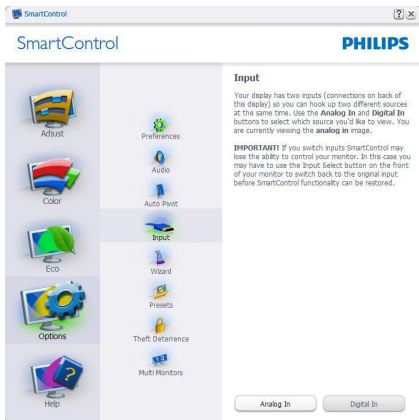 SmartControl
SmartControl
PHILIPS
Adjust
Color
Eco
Options
Help
Preferences
Audio
Auto Pivot
Input
Wizard
Presets
Theft Deterrence
Multi Monitors
Input
Your display has two inputs (connections on back of
this display) so you can hook up two different sources
at the same time. Use the Analog In and Digital In
buttons to select which source you'd like to view. You
are currently viewing the analog in image.
IMPORTANT! If you switch inputs SmartControl may
lose the ability to control your monitor. In this case you
may have to use the Input Select button on the front
of your monitor to switch back to the original input
before SmartControl functionality can be restored.
Analog In
Digital In